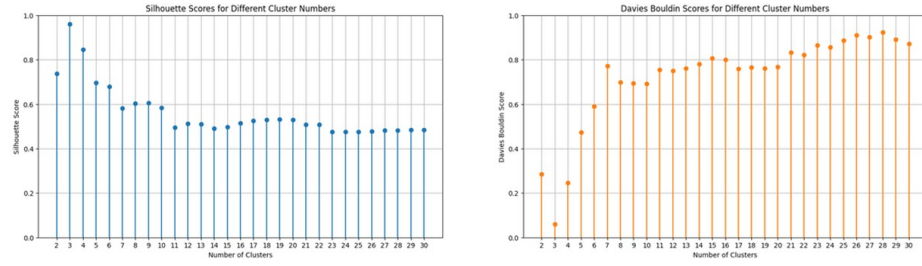 Silhouette Scores for Different Cluster Numbers
1.0
0.8
0.6
0.4
0.2
0.0
Silhouette Score
2 3 4 5 6 7 8 9 10 11 12 13 14 15 16 17 18 19 20 21 22 23 24 25 26 27 28 29 30
Number of Clusters
Davies Bouldin Scores for Different Cluster Numbers
1.0
0.8
0.6
0.4
0.2
0.0
Davies Bouldin Score
2 3 4 5 6 7 8 9 10 11 12 13 14 15 16 17 18 19 20 21 22 23 24 25 26 27 28 29 30
Number of Clusters